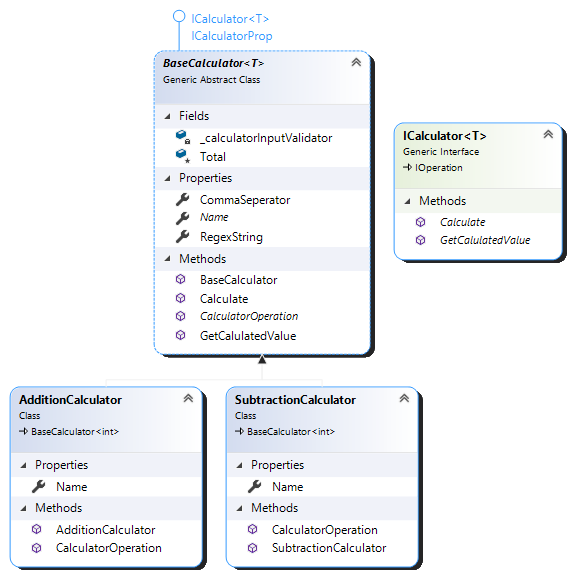 ICalculator<T>
ICalculatorProp
BaseCalculator<T>
Generic Abstract Class
Fields
_calculatorInputValidator
Total
Properties
CommaSeperator
Name
RegexString
Methods
BaseCalculator
Calculate
CalculatorOperation
GetCalulatedValue
ICalculator<T>
Generic Interface
IOperation
Methods
Calculate
GetCalulatedValue
AdditionCalculator
Class
BaseCalculator<int>
Properties
Name
Methods
AdditionCalculator
CalculatorOperation
SubtractionCalculator
Class
BaseCalculator<int>
Properties
Name
Methods
CalculatorOperation
SubtractionCalculator